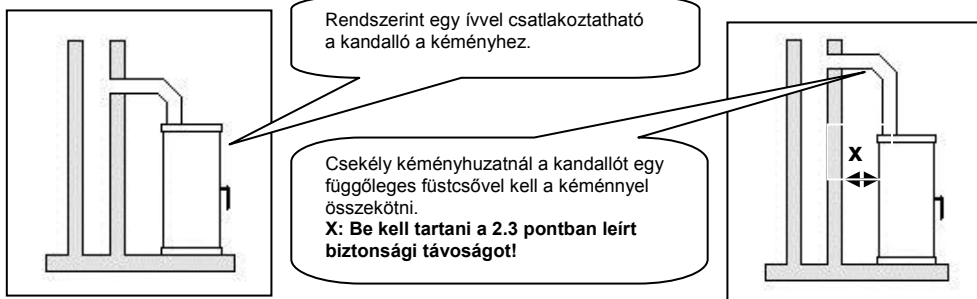 Rendszerint egy ívvel csatlakoztatható
a kandalló a kéményhez.
Csekély kéményhuzatnál a kandallót egy
függőleges füstcsővel kell a kéménnyel
összekötni.
X: Be kell tartani a 2.3 pontban leírt
biztonsági távoságot!
X